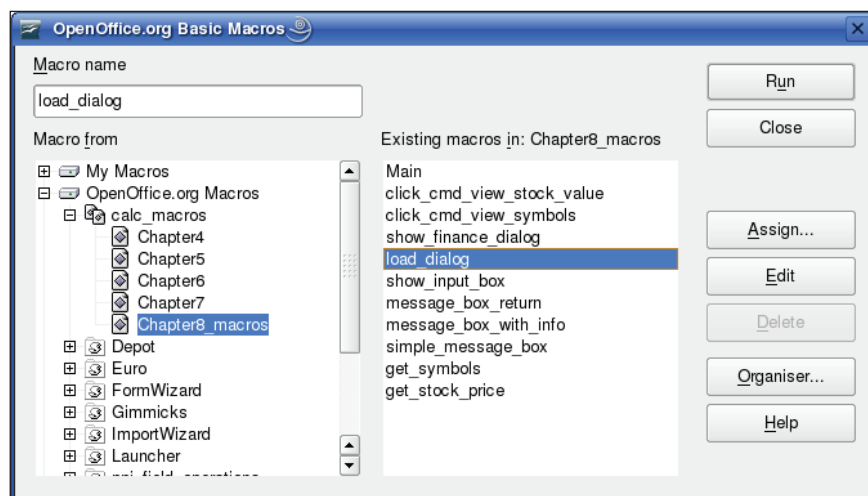 OpenOffice.org Basic Macros
Macro name
load_dialog
Macro from
Existing macros in: Chapter8_macros
My Macros
OpenOffice.org Macros
calc_macros
Chapter4
Chapter5
Chapter6
Chapter7
Chapter8_macros
Depot
Euro
FormWizard
Gimmicks
ImportWizard
Launcher
Main
click_cmd_view_stock_value
click_cmd_view_symbols
show_finance_dialog
load_dialog
show_input_box
message_box_return
message_box_with_info
simple_message_box
get_symbols
get_stock_price
Run
Close
Assign...
Edit
Delete
Organiser...
Help